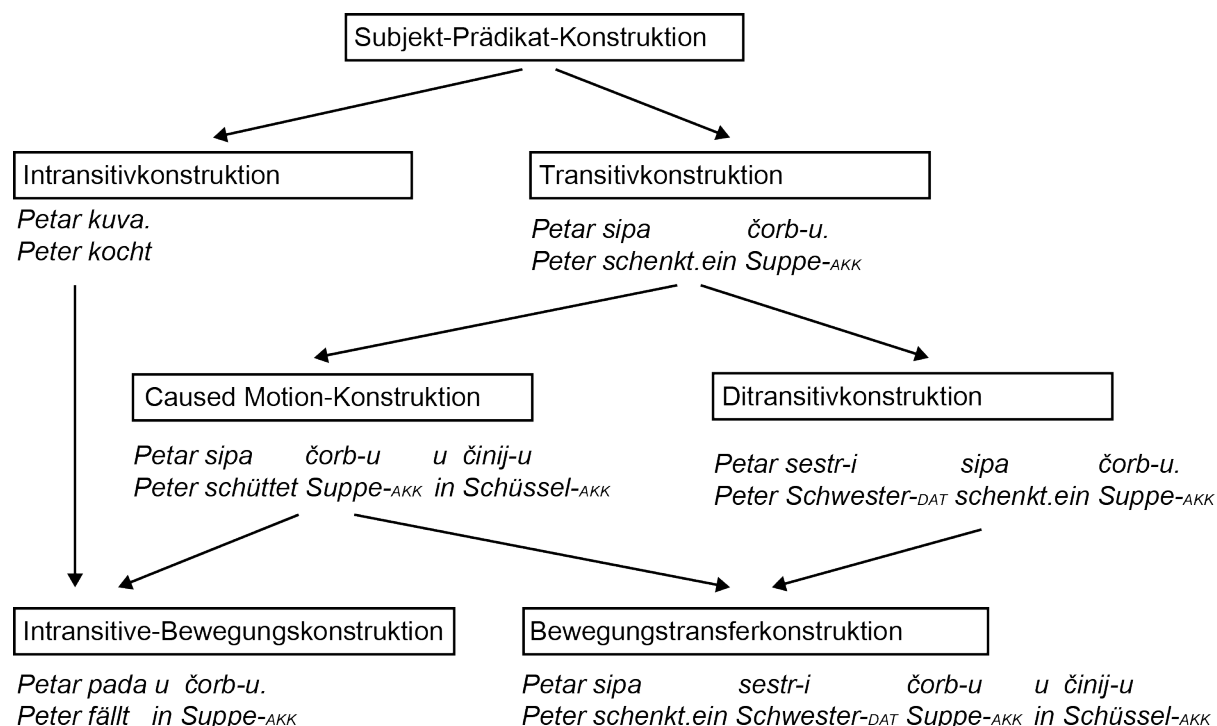 Subjekt-Prädikat-Konstruktion
Intransitivkonstruktion
Petar kuva.
Peter kocht
Transitivkonstruktion
Petar sipa čorb-u.
Peter schenkt.ein Suppe-AKK
Caused Motion-Konstruktion
Petar sipa čorb-u u činij-u
Peter schüttet Suppe-AKK in Schüssel-AKK
Ditransitivkonstruktion
Petar sestr-i sipa čorb-u.
Peter Schwester-DAT schenkt.ein Suppe-AKK
Intransitive-Bewegungskonstruktion
Petar pada u čorb-u.
Peter fällt in Suppe-AKK
Bewegungstransferkonstruktion
Petar sipa sestr-i čorb-u u činij-u
Peter schenkt.ein Schwester-DAT Suppe-AKK in Schüssel-AKK